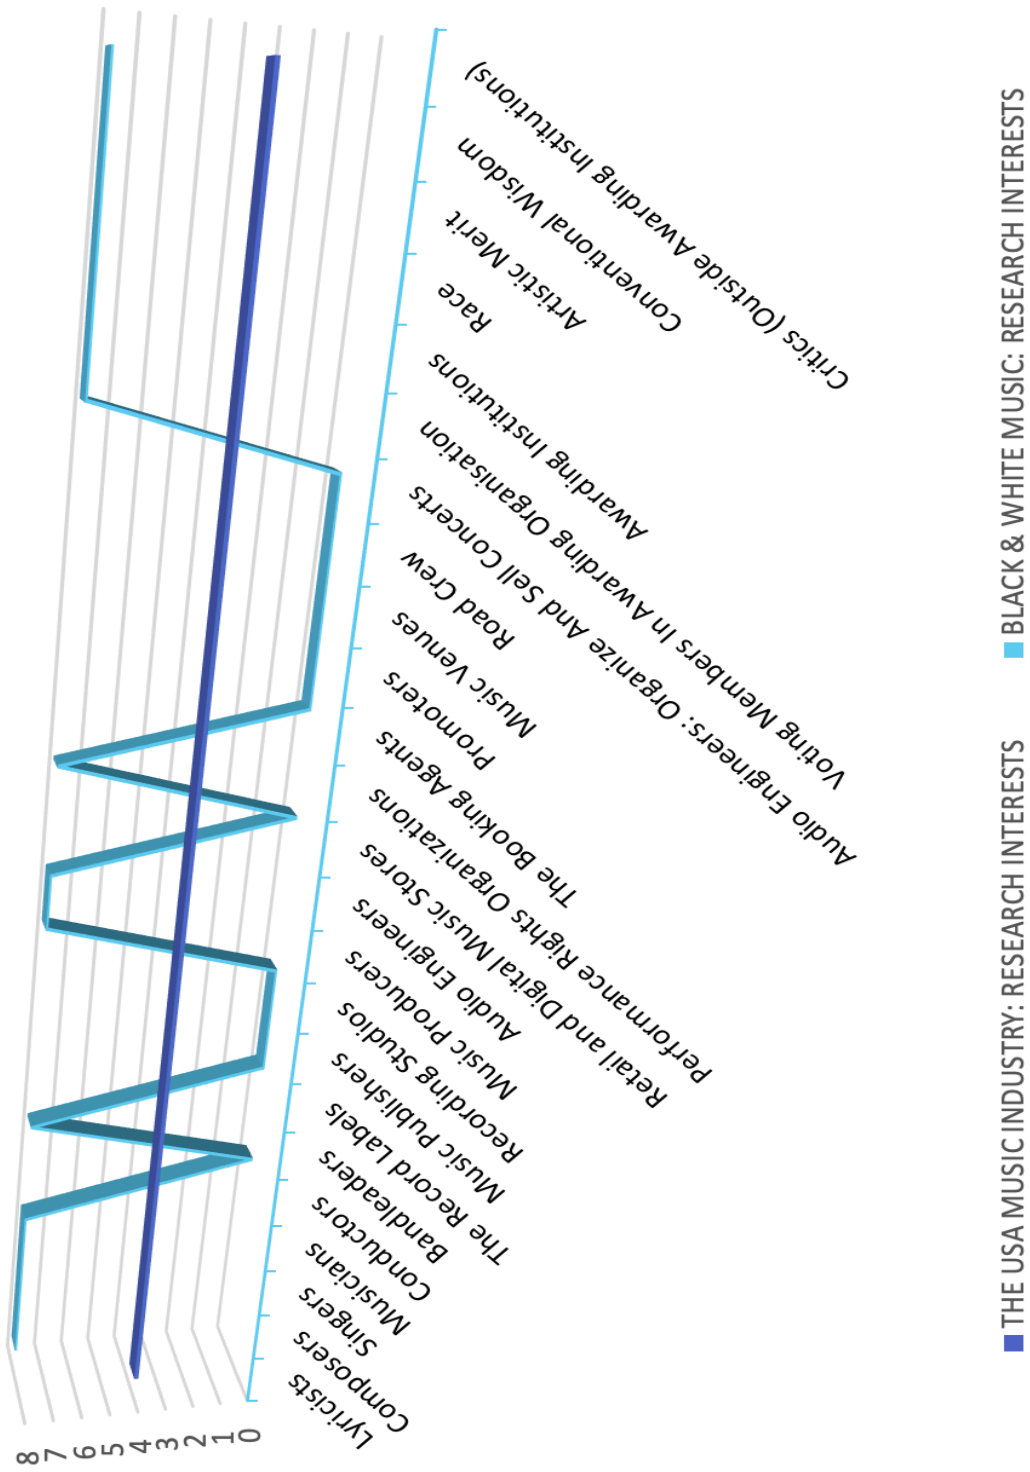 8
7
6
5
4
3
2
1
0
Lyricists
Composers
Singers
Musicians
Conductors
Bandleaders
The Record Labels
Music Publishers
Recording Studios
Music Producers
Audio Engineers
Retail and Digital Music Stores
Performance Rights Organizations
The Booking Agents
Promoters
Music Venues
Road Crew
Audio Engineers: Organize And Sell Concerts
Voting Members In Awarding Organisation
Awarding Institutions
Race
Artistic Merit
Conventional Wisdom
Critics (Outside Awarding Institutions)
THE USA MUSIC INDUSTRY: RESEARCH INTERESTS
BLACK & WHITE MUSIC: RESEARCH INTERESTS